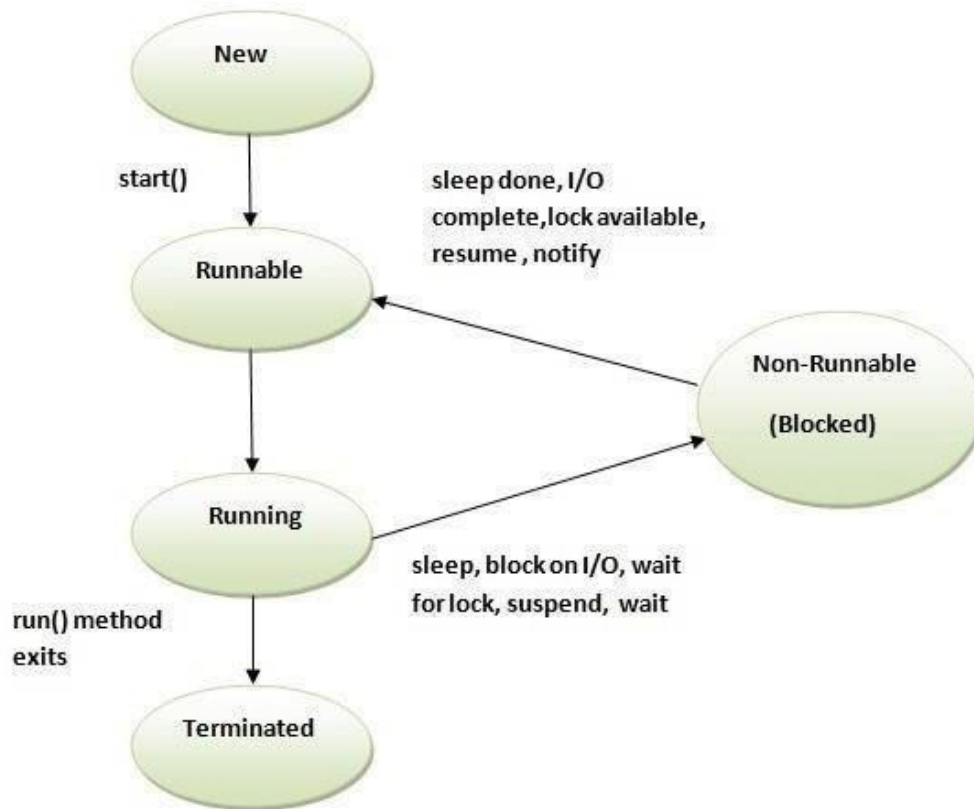 New
start()
sleep done, I/O
complete,lock available,
resume , notify
Runnable
Non-Runnable
(Blocked)
Running
sleep, block on I/O, wait
for lock, suspend, wait
run() method
exits
Terminated